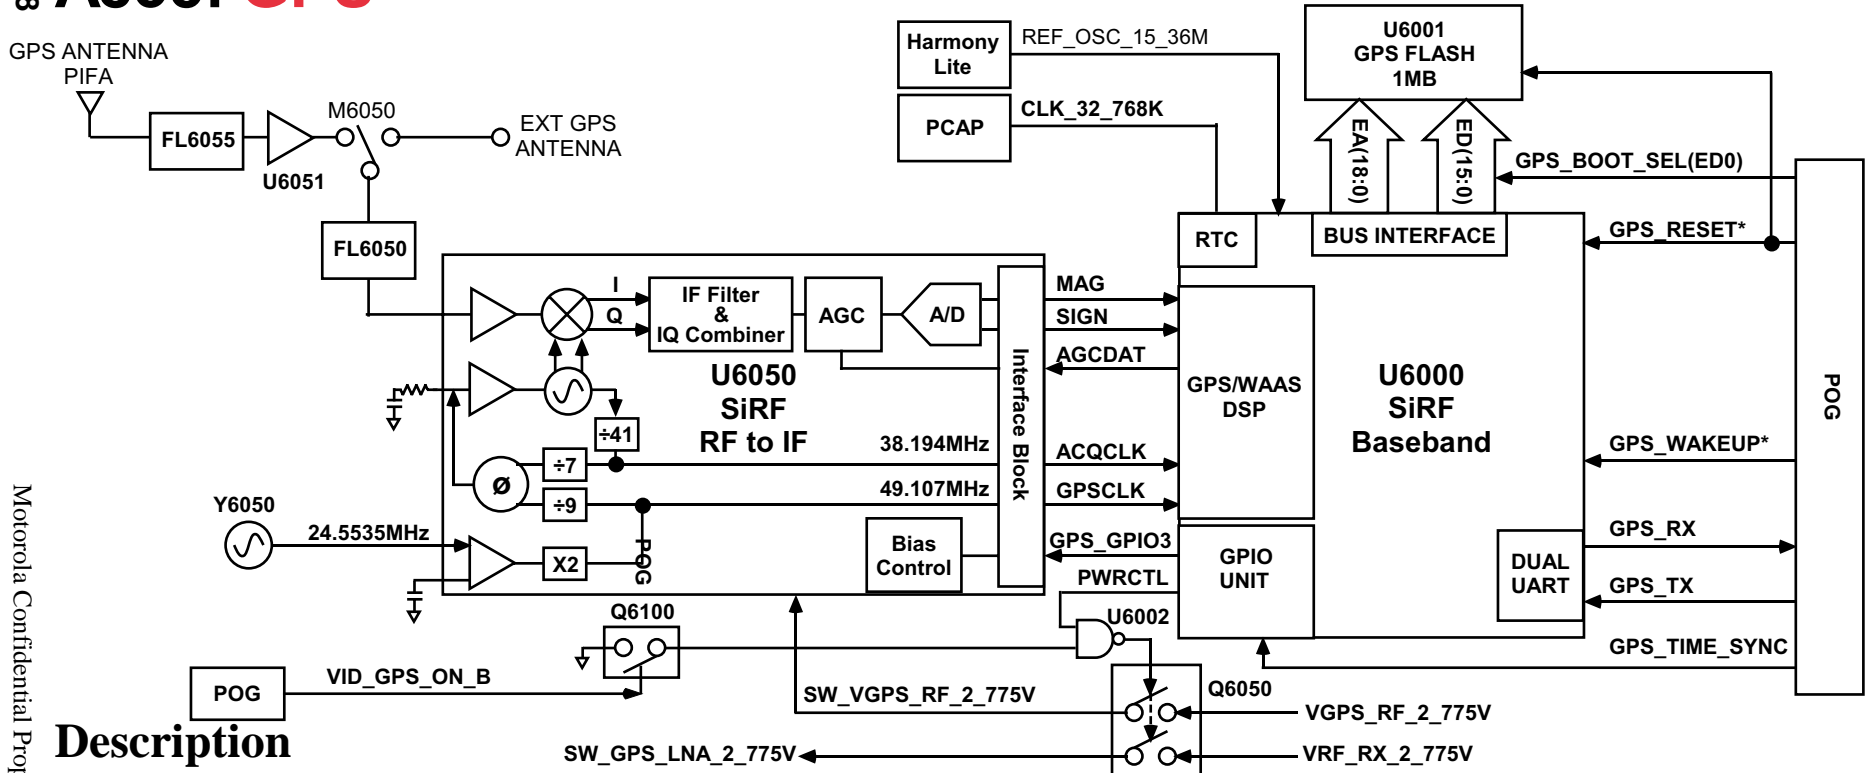 GPS
GPS ANTENNA
PIFA
FL6055
U6051
M6050
EXT GPS
ANTENNA
FL6050
Harmony
Lite
REF_OSC_15_36M
PCAP
CLK_32_768K
U6001
GPS FLASH
1MB
EA(18:0)
ED(15:0)
GPS_BOOT_SEL(ED0)
RTC
BUS INTERFACE
GPS_RESET*
I
Q
IF Filter
&
IQ Combiner
AGC
A/D
Interface Block
MAG
SIGN
AGCDAT
U6050
SiRF
RF to IF
GPS/WAAS
DSP
U6000
SiRF
Baseband
POG
÷41
÷7
ø
÷9
38.194MHz
ACQCLK
49.107MHz
GPSCLK
GPS_WAKEUP*
Y6050
24.5535MHz
X2
POG
Bias
Control
GPS_GPIO3
PWRCTL
GPIO
UNIT
DUAL
UART
GPS_RX
GPS_TX
GPS_TIME_SYNC
Q6100
U6002
POG
VID_GPS_ON_B
SW_VGPS_RF_2_775V
Q6050
VGPS_RF_2_775V
SW_GPS_LNA_2_775V
VRF_RX_2_775V
Description
Motorola Confidential Prop
8